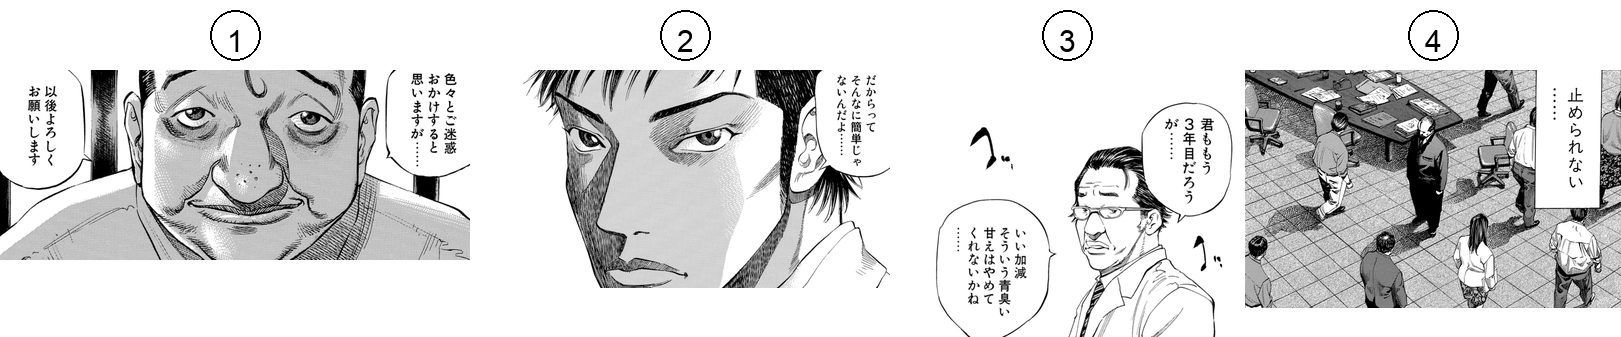 1
色々とご迷惑
おかけすると
思いますが……
以後よろしく
お願いします
2
だからって
そんなに簡単じゃ
ないんだよ……
3
君ももう
3年目だろう
が……
いい加減
そういう青臭い
甘えはやめて
くれないかね
……
4
止められない
……